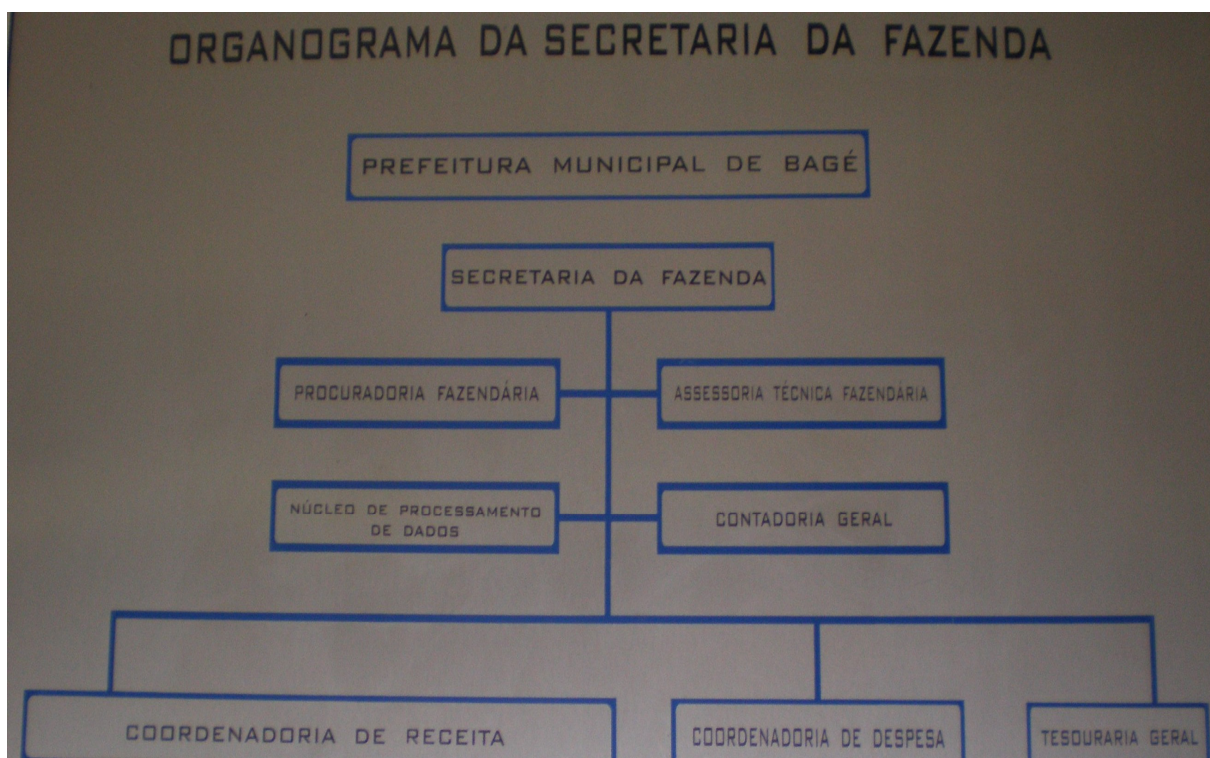 ORGANOGRAMA DA SECRETARIA DA FAZENDA
PREFEITURA MUNICIPAL DE BAGÉ
SECRETARIA DA FAZENDA
PROCURADORIA FAZENDÁRIA
ASSESSORIA TÉCNICA FAZENDÁRIA
NÚCLEO DE PROCESSAMENTO
DE DADOS
CONTADORIA GERAL
COORDENADORIA DE RECEITA
COORDENADORIA DE DESPESA
TESOURARIA GERAL